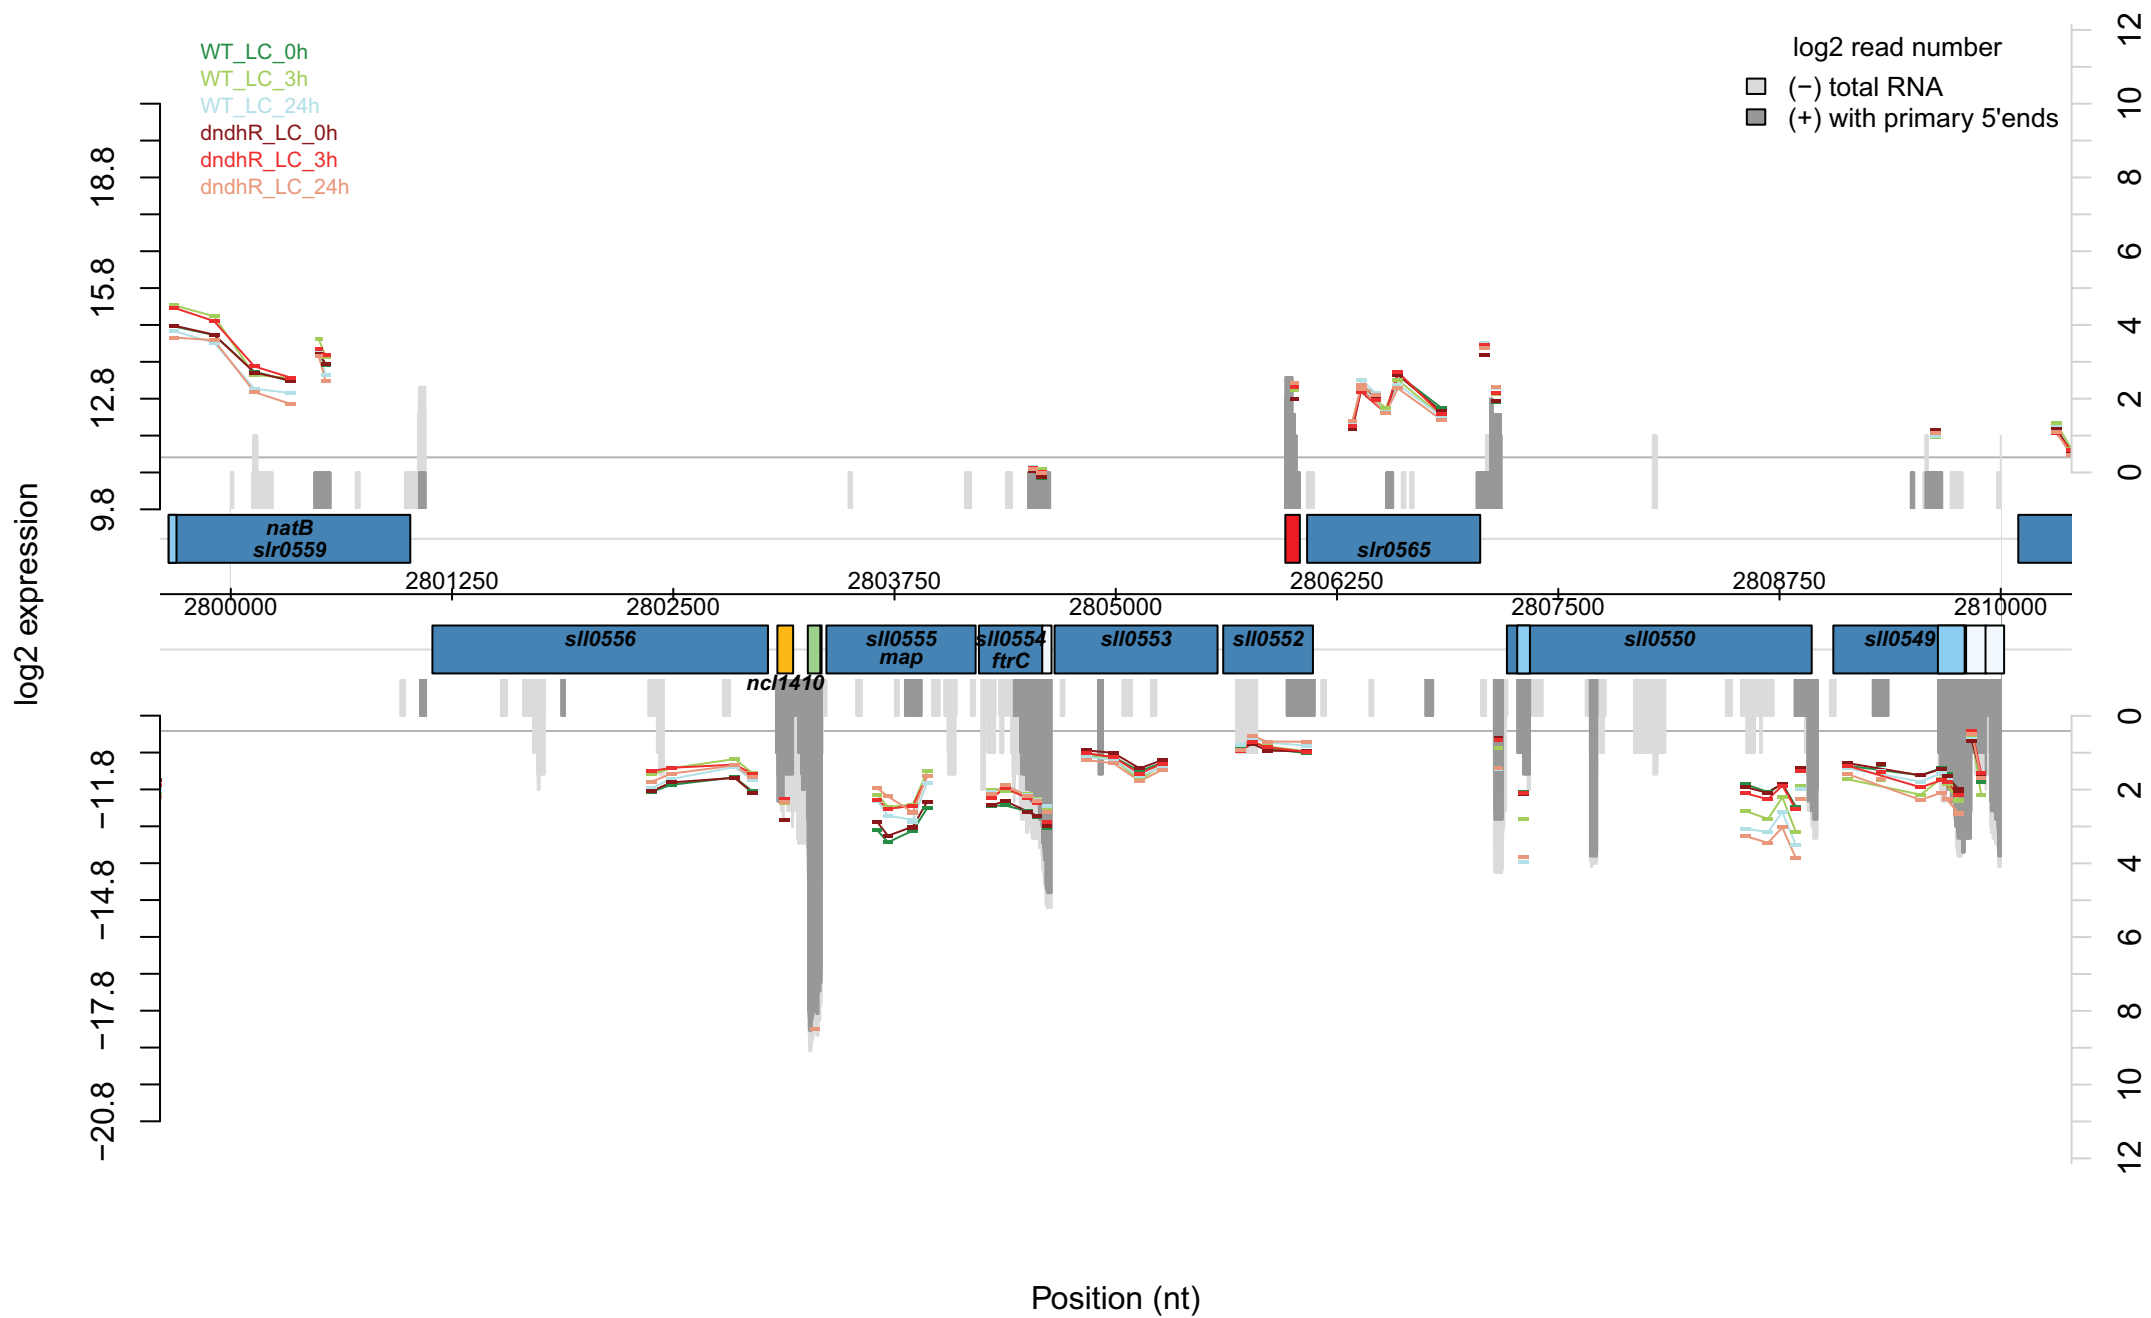 WT_LC_0h
WT_LC_3h
WT_LC_24h
dndhR_LC_0h
dndhR_LC_3h
dndhR_LC_24h
log2 read number
(−) total RNA
(+) with primary 5'ends
log2 expression
18.8
15.8
12.8
9.8
12
10
8
6
4
2
0
natB
slr0559
slr0565
2801250
2803750
2806250
2808750
2800000
2802500
2805000
2807500
2810000
sll0556
sll0555
map
sll0554
ftrC
sll0553
sll0552
sll0550
sll0549
ncl1410
−11.8
−14.8
−17.8
−20.8
0
2
4
6
8
10
12
Position (nt)